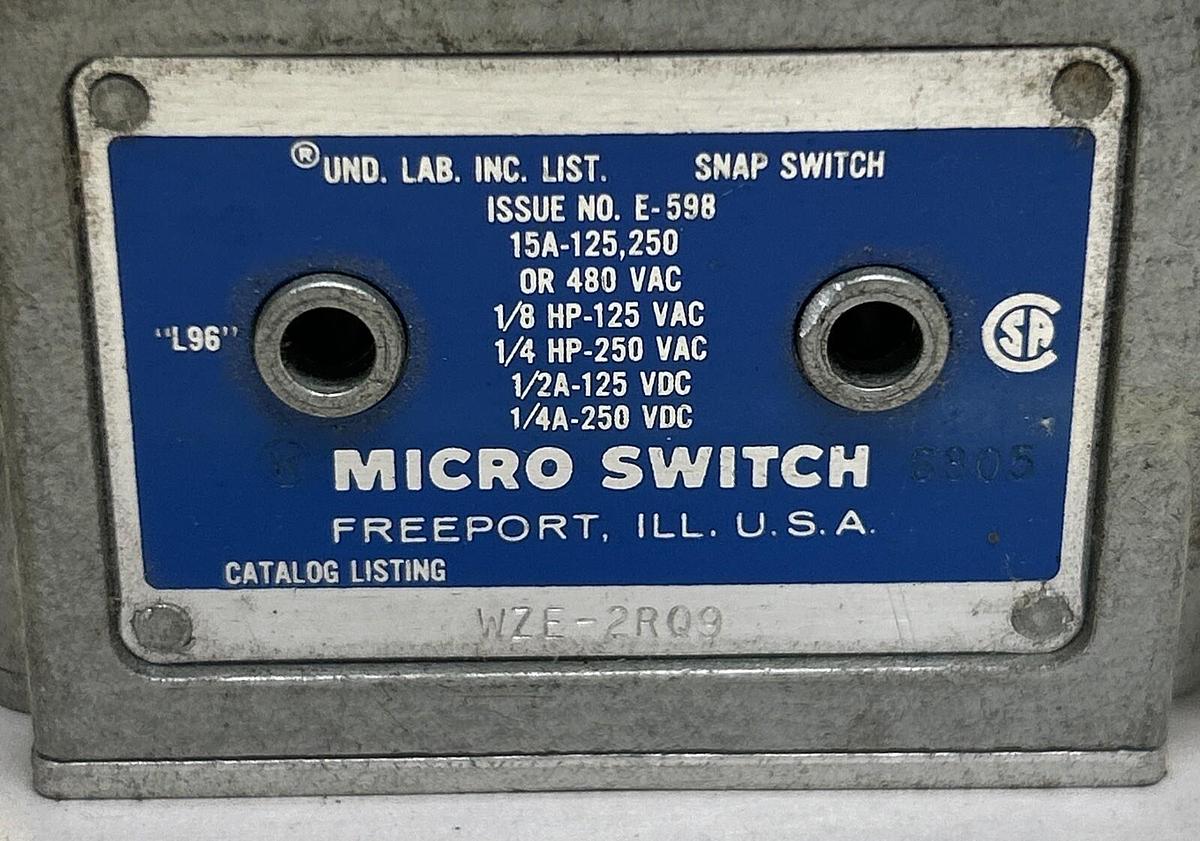 ® UND. LAB. INC. LIST. SNAP SWITCH
ISSUE NO. E-598
15A-125,250
OR 480 VAC
1/8 HP-125 VAC
"L96" 1/4 HP-250 VAC SA
1/2A-125 VDC
1/4A-250 VDC
MICRO SWITCH 6805
FREEPORT, ILL. U.S.A.
CATALOG LISTING
WZE-2RQ9